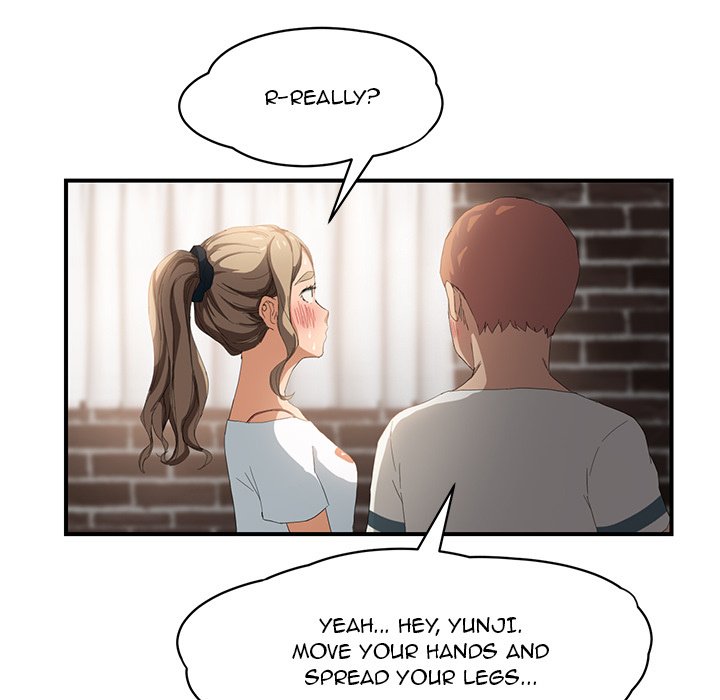 R-REALLY?
YEAH... HEY, YUNJI.
MOVE YOUR HANDS AND
SPREAD YOUR LEGS...